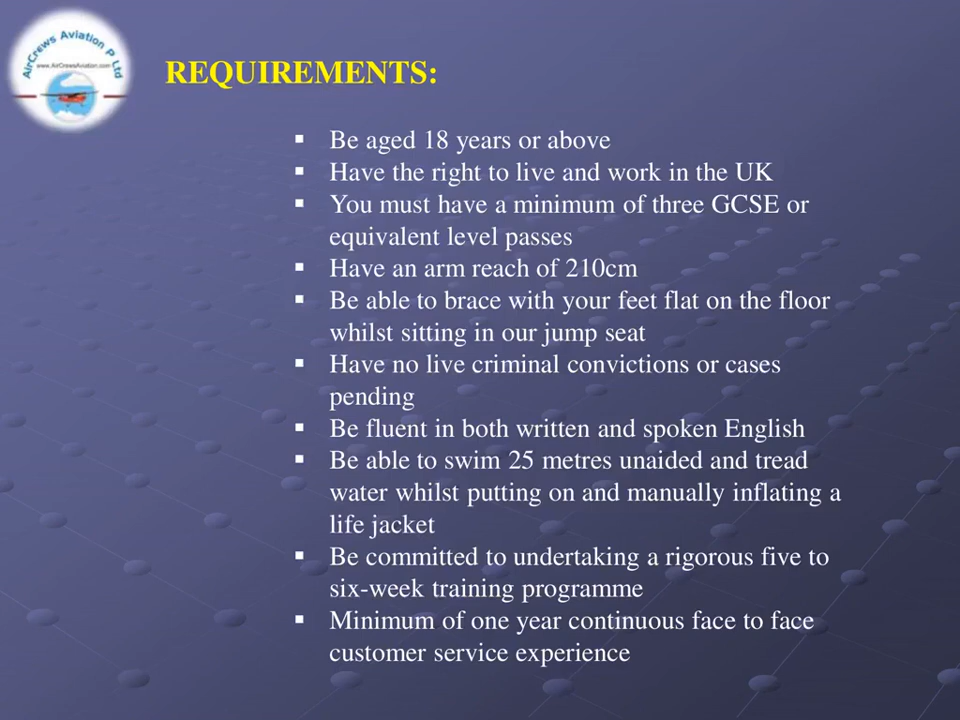 AirCrews Aviation P Ltd
www.AirCrewsAviation.com
REQUIREMENTS:
▪ Be aged 18 years or above
▪ Have the right to live and work in the UK
▪ You must have a minimum of three GCSE or
equivalent level passes
▪ Have an arm reach of 210cm
▪ Be able to brace with your feet flat on the floor
whilst sitting in our jump seat
▪ Have no live criminal convictions or cases
pending
▪ Be fluent in both written and spoken English
▪ Be able to swim 25 metres unaided and tread
water whilst putting on and manually inflating a
life jacket
▪ Be committed to undertaking a rigorous five to
six-week training programme
▪ Minimum of one year continuous face to face
customer service experience